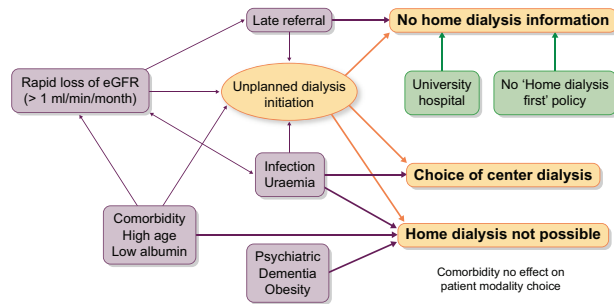 Late referral
No home dialysis information
Rapid loss of eGFR
(> 1 ml/min/month)
Unplanned dialysis
initiation
University
hospital
No ‘Home dialysis
first’ policy
Infection
Uraemia
Choice of center dialysis
Comorbidity
High age
Low albumin
Home dialysis not possible
Psychiatric
Dementia
Obesity
Comorbidity no effect on
patient modality choice